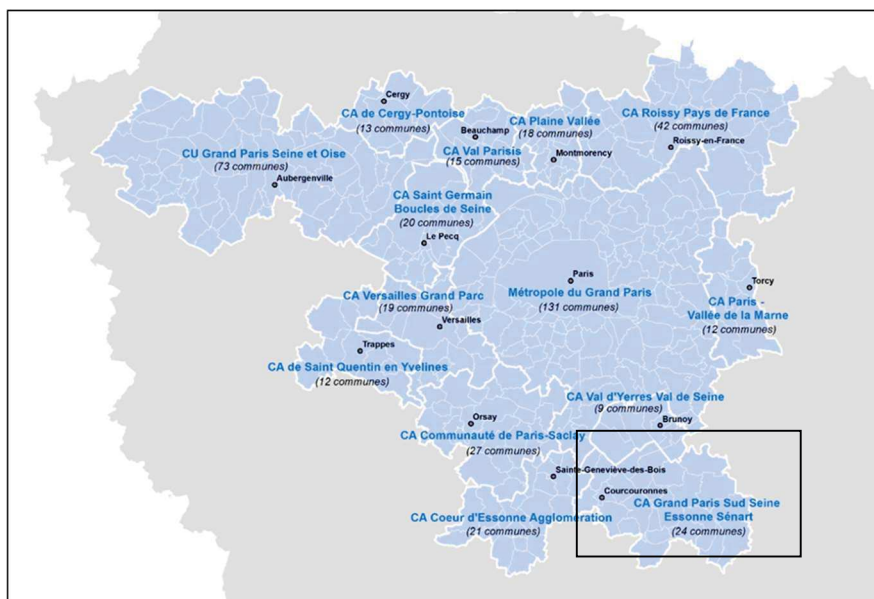 Cergy
CA de Cergy-Pontoise
(13 communes)
Beauchamp
CA Val Parisis
(15 communes)
CA Plaine Vallée
(18 communes)
Montmorency
CA Roissy Pays de France
(42 communes)
Roissy-en-France
CU Grand Paris Seine et Oise
(73 communes)
Aubergenville
CA Saint Germain
Boucles de Seine
(20 communes)
Le Pecq
Paris
Métropole du Grand Paris
(131 communes)
Torcy
CA Paris -
Vallée de la Marne
(12 communes)
CA Versailles Grand Parc
(19 communes)
Versailles
Trappes
CA de Saint Quentin en Yvelines
(12 communes)
CA Val d'Yerres Val de Seine
(9 communes)
Brunoy
Orsay
CA Communauté de Paris-Saclay
(27 communes)
Sainte-Geneviève-des-Bois
Courcouronnes
CA Grand Paris Sud Seine
Essonne Sénart
(24 communes)
CA Coeur d'Essonne Agglomération
(21 communes)